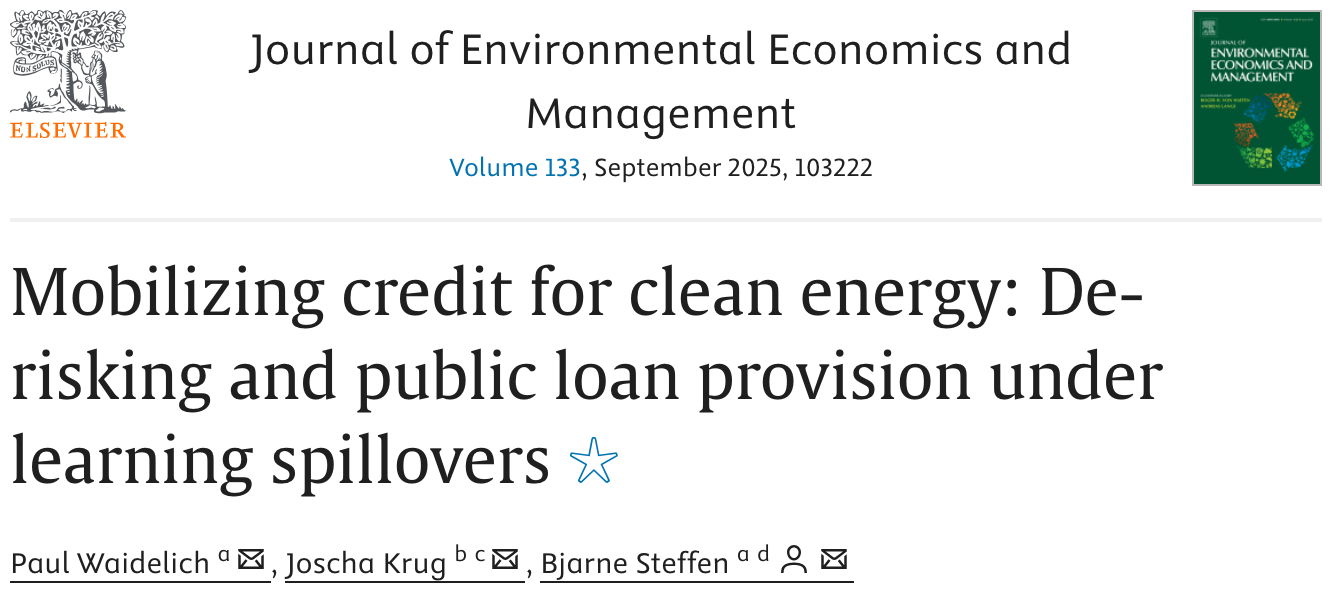 Journal of Environmental Economics and
Management
Volume 133, September 2025, 103222
NON SOLUS
ELSEVIER
JOURNAL OF
ENVIRONMENTAL
ECONOMICS AND
MANAGEMENT
Mobilizing credit for clean energy: De-
risking and public loan provision under
learning spillovers
Paul Waidelich a, Joscha Krug b c, Bjarne Steffen a d